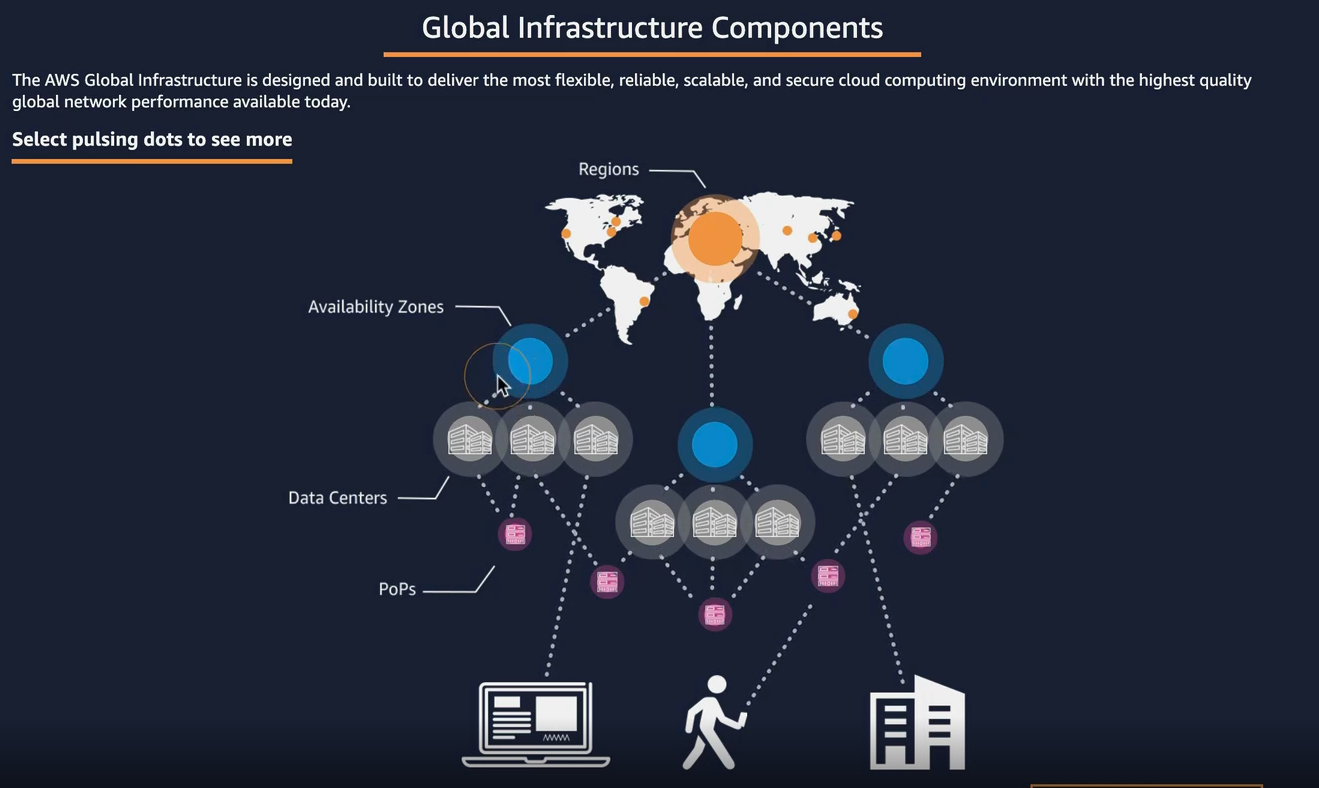 Global Infrastructure Components
The AWS Global Infrastructure is designed and built to deliver the most flexible, reliable, scalable, and secure cloud computing environment with the highest quality
global network performance available today.
Select pulsing dots to see more
Regions
Availability Zones
Data Centers
PoPs